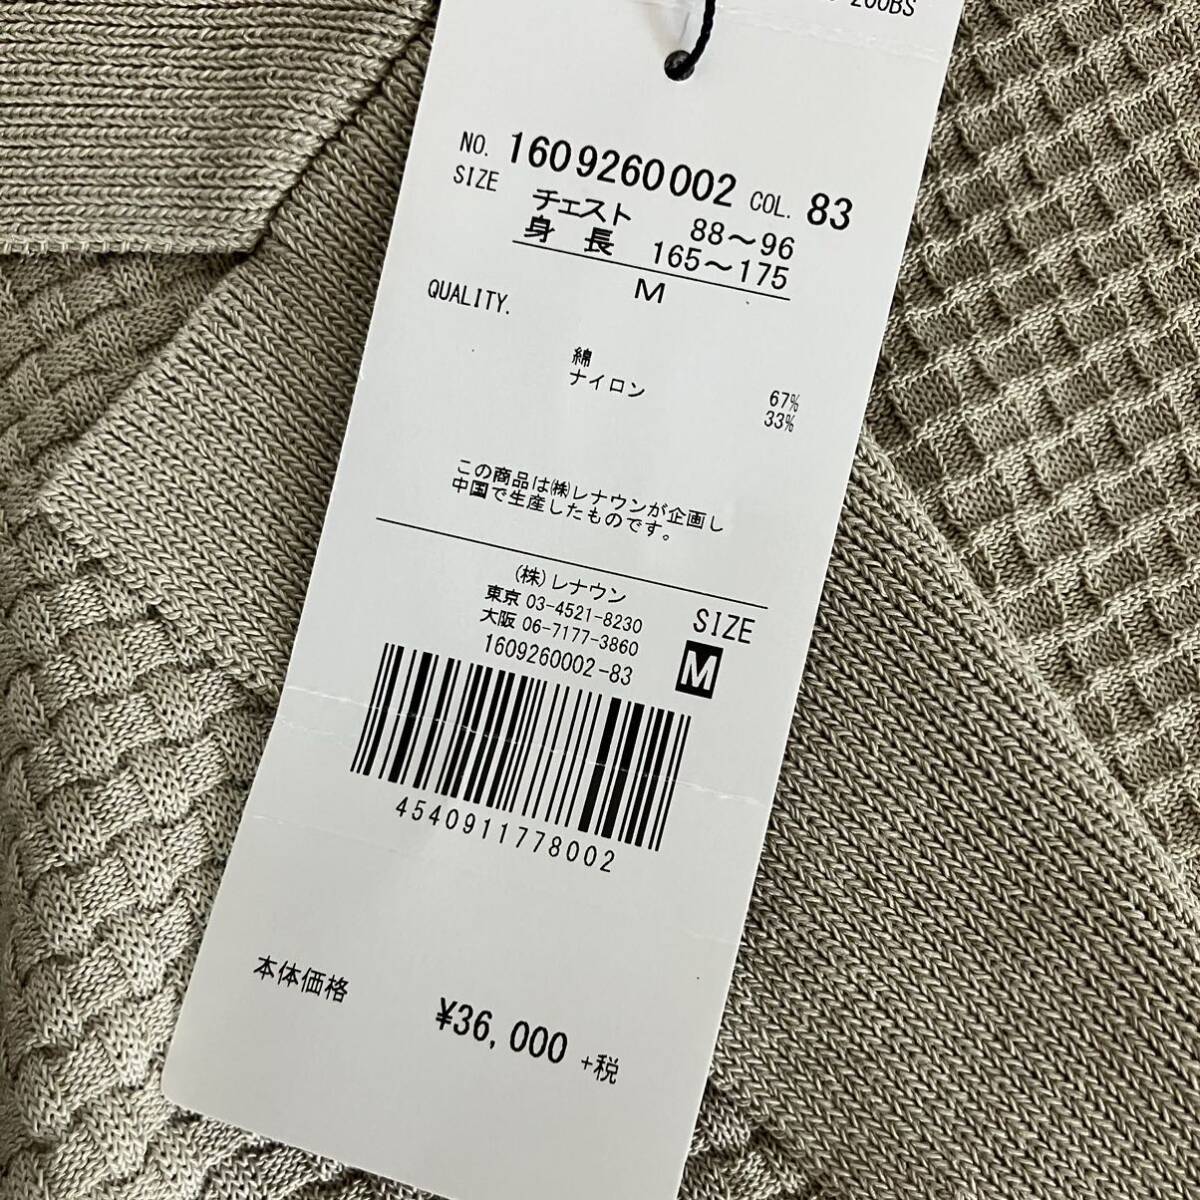 200BS
NO. 1609260002 COL. 83
SIZE チェスト 88〜96
身長 165〜175
M
QUALITY.
綿 67%
ナイロン 33%
この商品は㈱レナウンが企画し
中国で生産したものです。
(株)レナウン
東京 03-4521-8230
大阪 06-7177-3860
1609260002-83
SIZE
M
4540911778002
本体価格 ¥36,000 +税